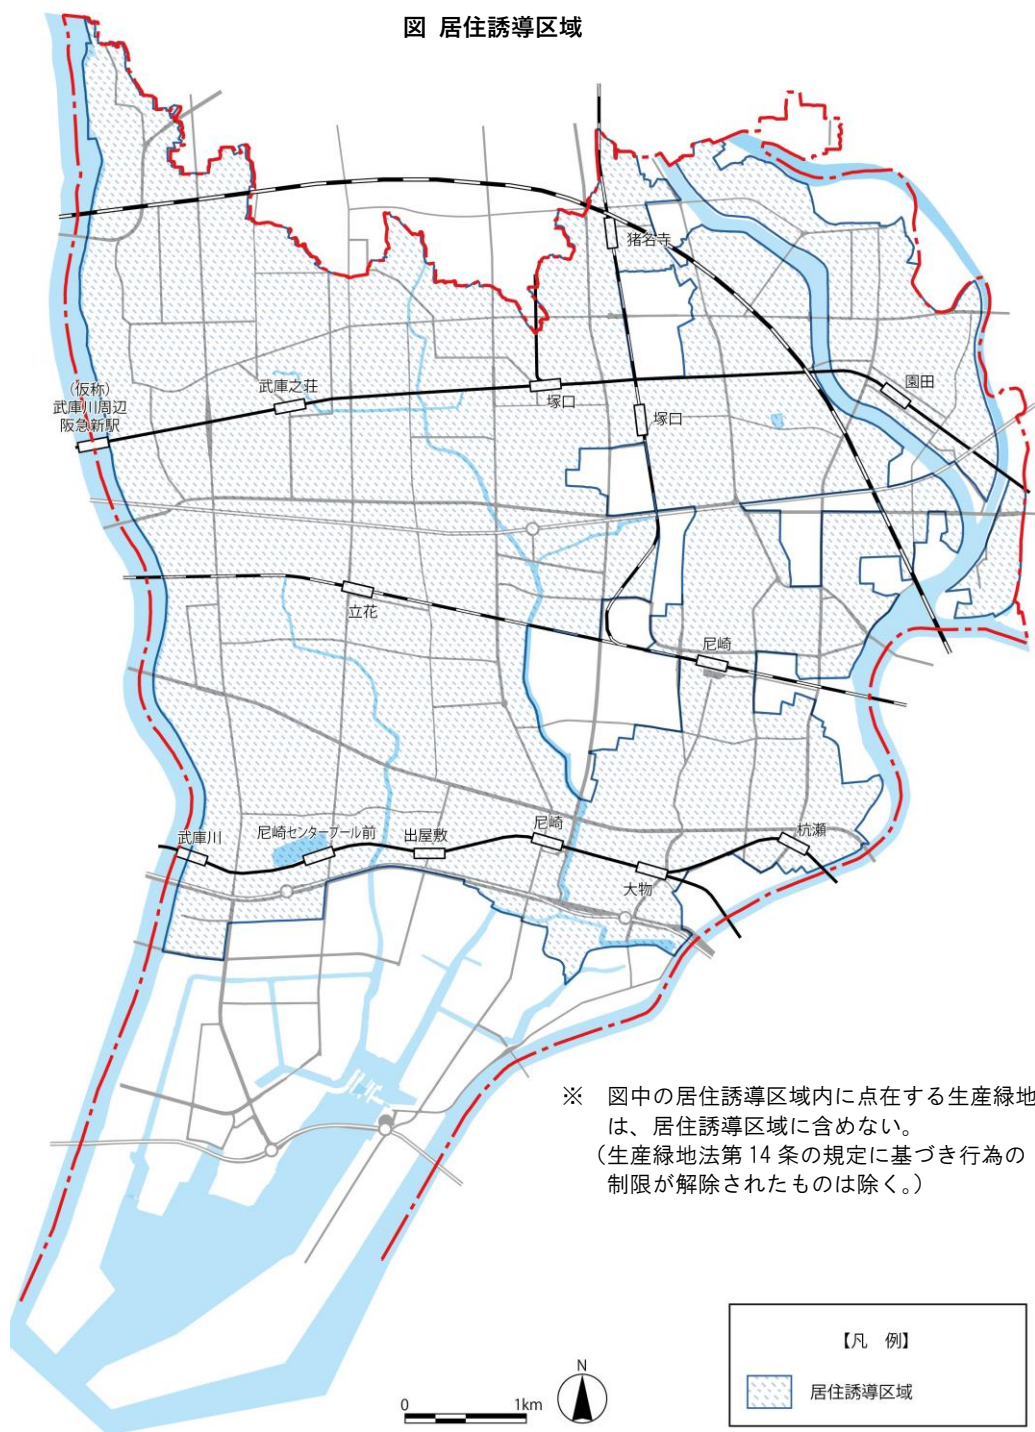 図 居住誘導区域
猪名寺
(仮称)
武庫川周辺
阪急新駅
武庫之荘
塚口
塚口
園田
立花
尼崎
武庫川
尼崎センタープール前
出屋敷
尼崎
大物
杭瀬
※ 図中の居住誘導区域内に点在する生産緑地
は、居住誘導区域に含めない。
(生産緑地法第14条の規定に基づき行為の
制限が解除されたものは除く。)
【凡 例】
居住誘導区域
0 1km
N